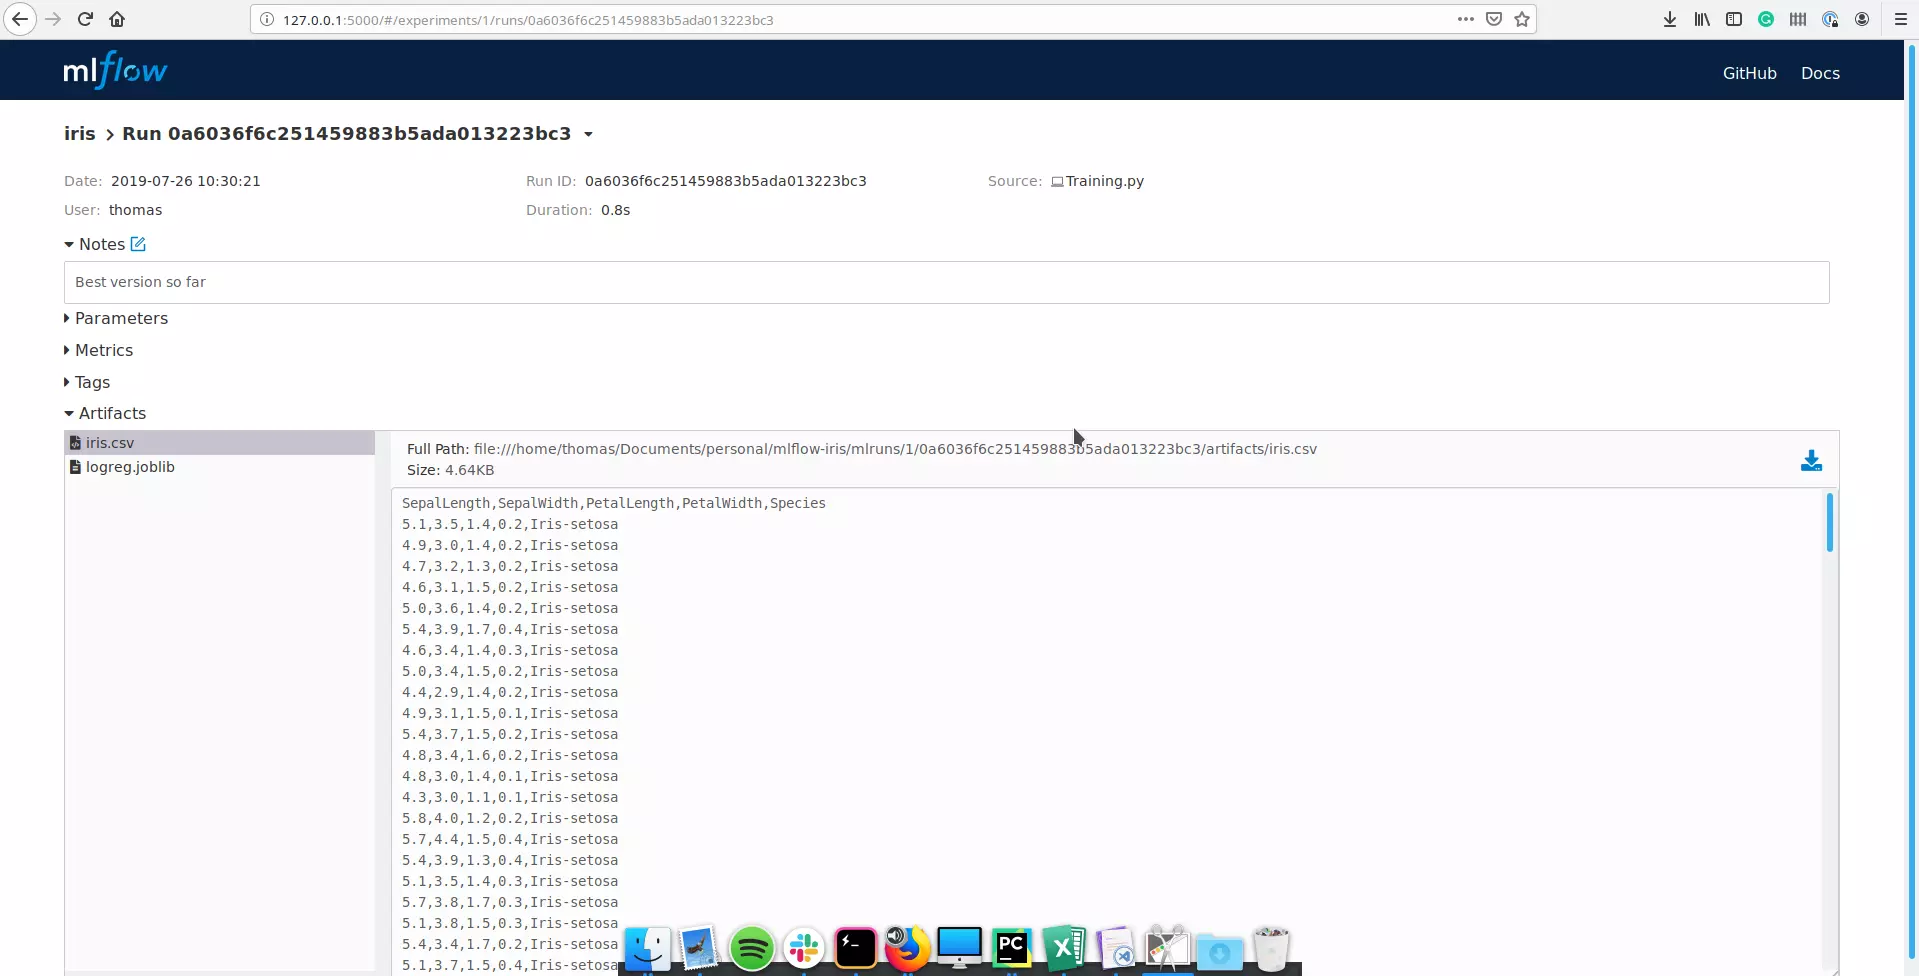 127.0.0.1:5000/#/experiments/1/runs/0a6036f6c251459883b5ada013223bc3
mlflow
GitHub Docs
iris > Run 0a6036f6c251459883b5ada013223bc3
Date: 2019-07-26 10:30:21 Run ID: 0a6036f6c251459883b5ada013223bc3 Source: Training.py
User: thomas Duration: 0.8s
Notes
Best version so far
Parameters
Metrics
Tags
Artifacts
iris.csv
logreg.joblib
Full Path: file:///home/thomas/Documents/personal/mlflow-iris/mlruns/1/0a6036f6c251459883b5ada013223bc3/artifacts/iris.csv
Size: 4.64KB
SepalLength,SepalWidth,PetalLength,PetalWidth,Species
5.1,3.5,1.4,0.2,Iris-setosa
4.9,3.0,1.4,0.2,Iris-setosa
4.7,3.2,1.3,0.2,Iris-setosa
4.6,3.1,1.5,0.2,Iris-setosa
5.0,3.6,1.4,0.2,Iris-setosa
5.4,3.9,1.7,0.4,Iris-setosa
4.6,3.4,1.4,0.3,Iris-setosa
5.0,3.4,1.5,0.2,Iris-setosa
4.4,2.9,1.4,0.2,Iris-setosa
4.9,3.1,1.5,0.1,Iris-setosa
5.4,3.7,1.5,0.2,Iris-setosa
4.8,3.4,1.6,0.2,Iris-setosa
4.8,3.0,1.4,0.1,Iris-setosa
4.3,3.0,1.1,0.1,Iris-setosa
5.8,4.0,1.2,0.2,Iris-setosa
5.7,4.4,1.5,0.4,Iris-setosa
5.4,3.9,1.3,0.4,Iris-setosa
5.1,3.5,1.4,0.3,Iris-setosa
5.7,3.8,1.7,0.3,Iris-setosa
5.1,3.8,1.5,0.3,Iris-setosa
5.4,3.4,1.7,0.2,Iris-setosa
5.1,3.7,1.5,0.4,Iris-setosa
PC
X